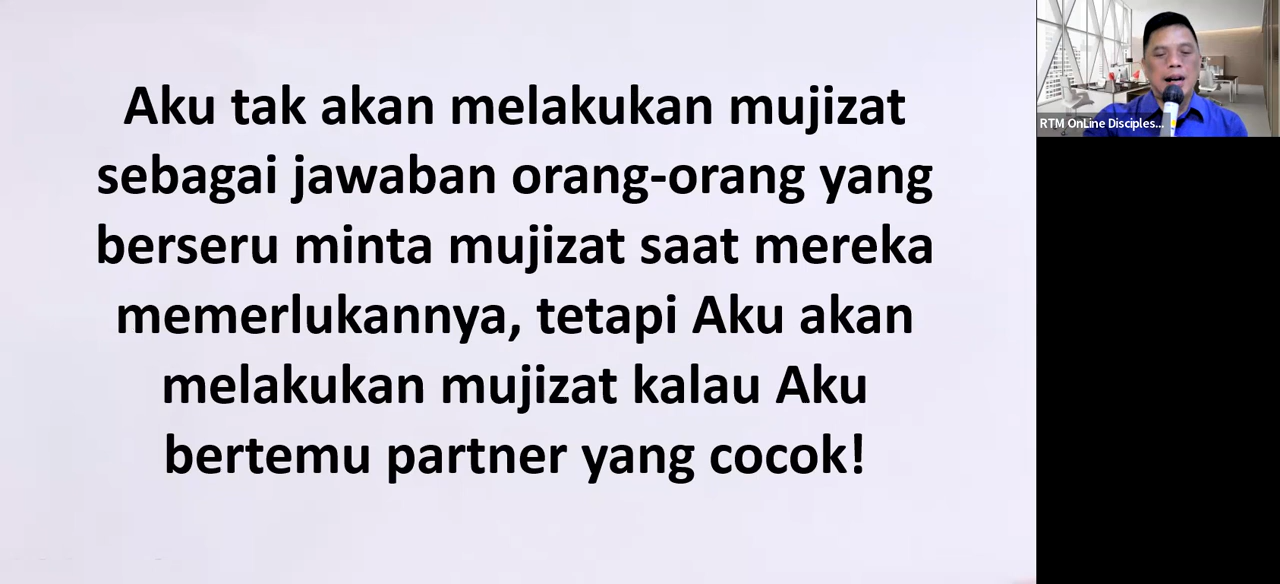 Aku tak akan melakukan mujizat
sebagai jawaban orang-orang yang
berseru minta mujizat saat mereka
memerlukannya, tetapi Aku akan
melakukan mujizat kalau Aku
bertemu partner yang cocok!
RTM OnLine Disciples...